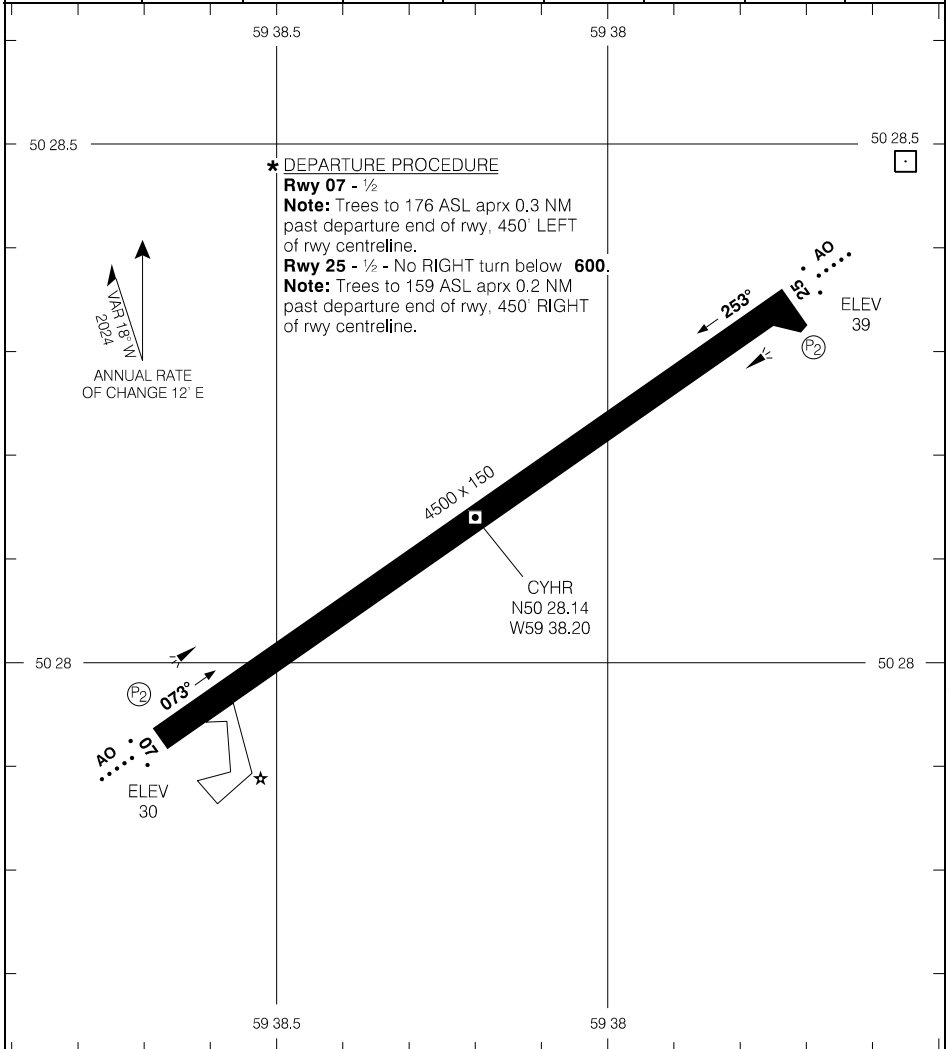 59 38.5
59 38
50 28.5
50 28.5
* DEPARTURE PROCEDURE
Rwy 07 - ½
Note: Trees to 176 ASL aprx 0.3 NM
past departure end of rwy, 450' LEFT
of rwy centreline.
Rwy 25 - ½ - No RIGHT turn below 600.
Note: Trees to 159 ASL aprx 0.2 NM
past departure end of rwy, 450' RIGHT
of rwy centreline.
VAR 18° W
2024
ANNUAL RATE
OF CHANGE 12' E
AO
25
ELEV
39
253°
P2
4500 x 150
CYHR
N50 28.14
W59 38.20
50 28
50 28
P2
073°
AO
07
ELEV
30
59 38.5
59 38